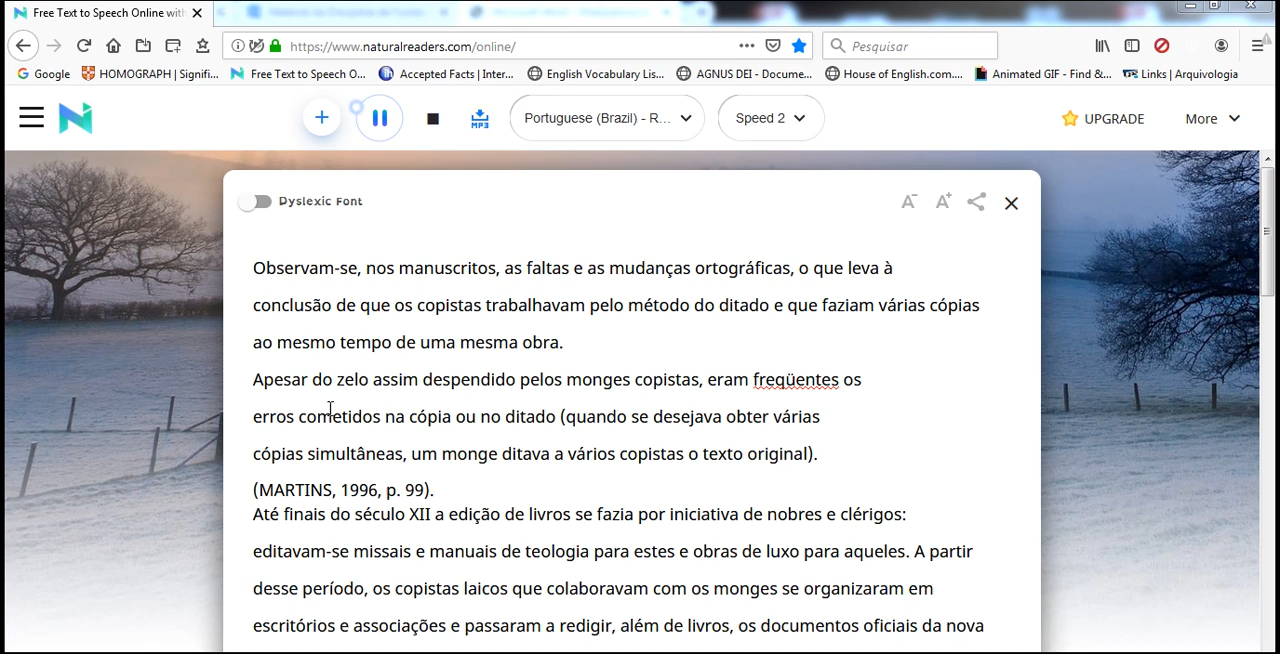 Free Text to Speech Online with
https://www.naturalreaders.com/online/
Pesquisar
Google
HOMOGRAPH | Signifi...
Free Text to Speech O...
Accepted Facts | Inter...
English Vocabulary Lis...
AGNUS DEI - Docume...
House of English.com....
Animated GIF - Find &...
Links | Arquivologia
MP3
Portuguese (Brazil) - R...
Speed 2
UPGRADE
More
Dyslexic Font
A-
A+
Observam-se, nos manuscritos, as faltas e as mudanças ortográficas, o que leva à
conclusão de que os copistas trabalhavam pelo método do ditado e que faziam várias cópias
ao mesmo tempo de uma mesma obra.
Apesar do zelo assim despendido pelos monges copistas, eram freqüentes os
erros cometidos na cópia ou no ditado (quando se desejava obter várias
cópias simultâneas, um monge ditava a vários copistas o texto original).
(MARTINS, 1996, p. 99).
Até finais do século XII a edição de livros se fazia por iniciativa de nobres e clérigos:
editavam-se missais e manuais de teologia para estes e obras de luxo para aqueles. A partir
desse período, os copistas laicos que colaboravam com os monges se organizaram em
escritórios e associações e passaram a redigir, além de livros, os documentos oficiais da nova